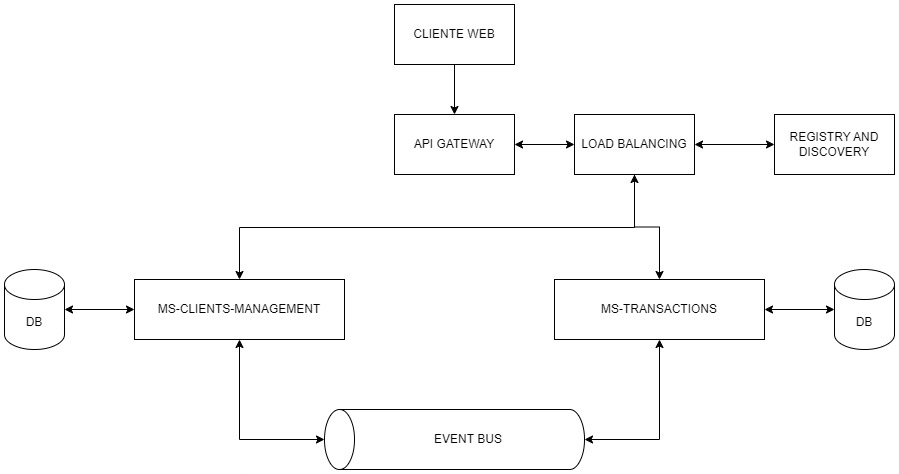 CLIENTE WEB
API GATEWAY
LOAD BALANCING
REGISTRY AND
DISCOVERY
DB
MS-CLIENTS-MANAGEMENT
MS-TRANSACTIONS
DB
EVENT BUS